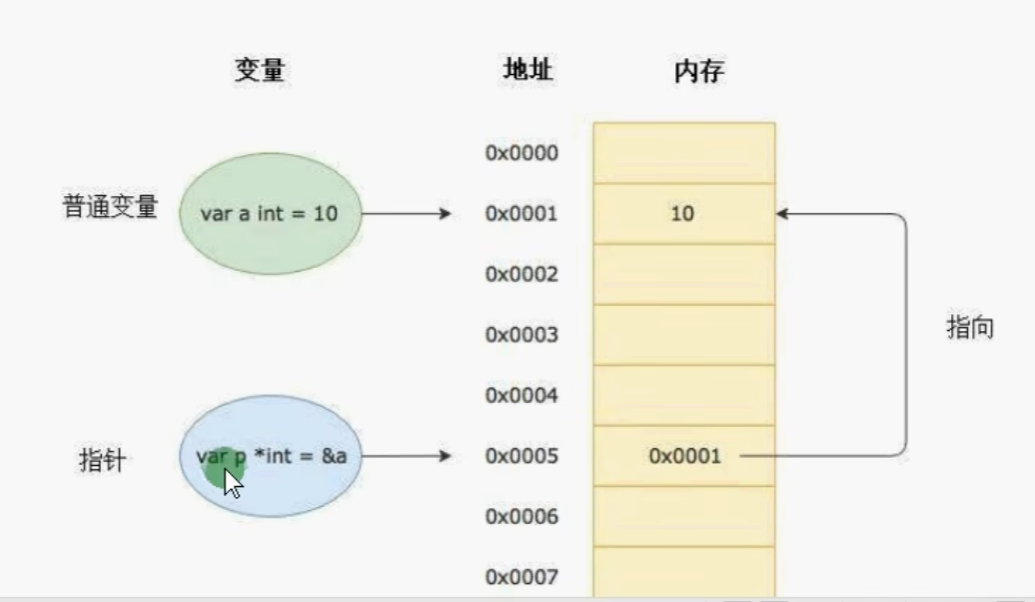 变量 地址 内存
0x0000
普通变量 var a int = 10 0x0001 10
0x0002
0x0003
指向
0x0004
指针 var p *int = &a 0x0005 0x0001
0x0006
0x0007